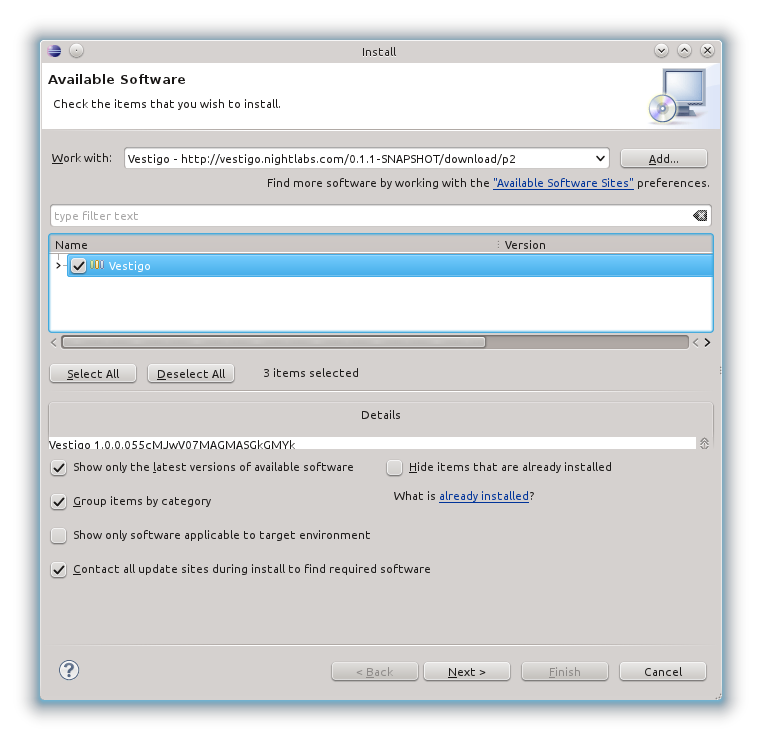 Install
Available Software
Check the items that you wish to install.
Work with: Vestigo - http://vestigo.nightlabs.com/0.1.1-SNAPSHOT/download/p2 Add...
Find more software by working with the "Available Software Sites" preferences.
type filter text
Name Version
Vestigo
Select All Deselect All 3 items selected
Details
Vestigo 1.0.0.055cMJwV07MAGMASGkGMYk
Show only the latest versions of available software Hide items that are already installed
Group items by category What is already installed?
Show only software applicable to target environment
Contact all update sites during install to find required software
? < Back Next > Finish Cancel